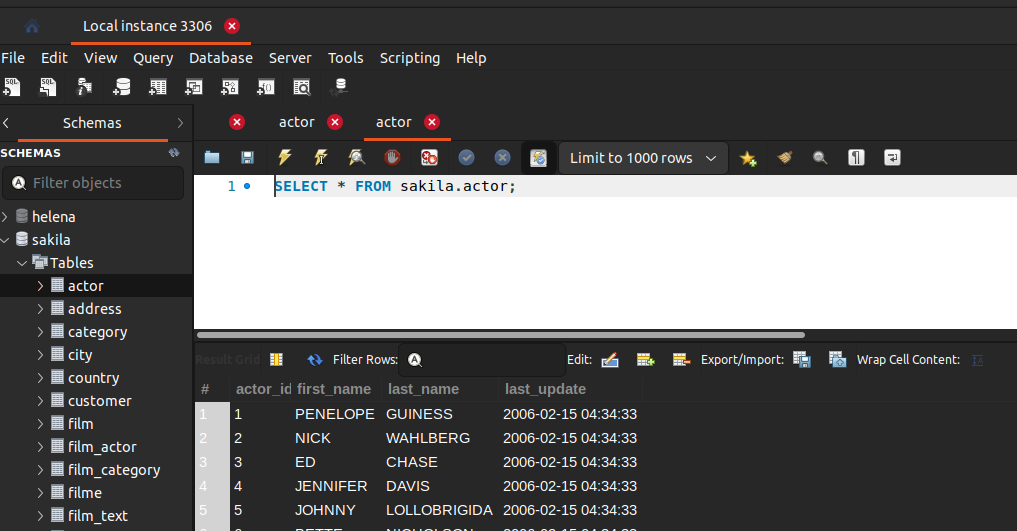 Local instance 3306
File Edit View Query Database Server Tools Scripting Help
Schemas
actor actor
SCHEMAS
Limit to 1000 rows
Filter objects
1 SELECT * FROM sakila.actor;
helena
sakila
Tables
actor
address
category
city
country
customer
film
film_actor
film_category
filme
film_text
Result Grid Filter Rows: Edit: Export/Import: Wrap Cell Content:
# actor_id first_name last_name last_update
1 1 PENELOPE GUINESS 2006-02-15 04:34:33
2 2 NICK WAHLBERG 2006-02-15 04:34:33
3 3 ED CHASE 2006-02-15 04:34:33
4 4 JENNIFER DAVIS 2006-02-15 04:34:33
5 5 JOHNNY LOLLOBRIGIDA 2006-02-15 04:34:33